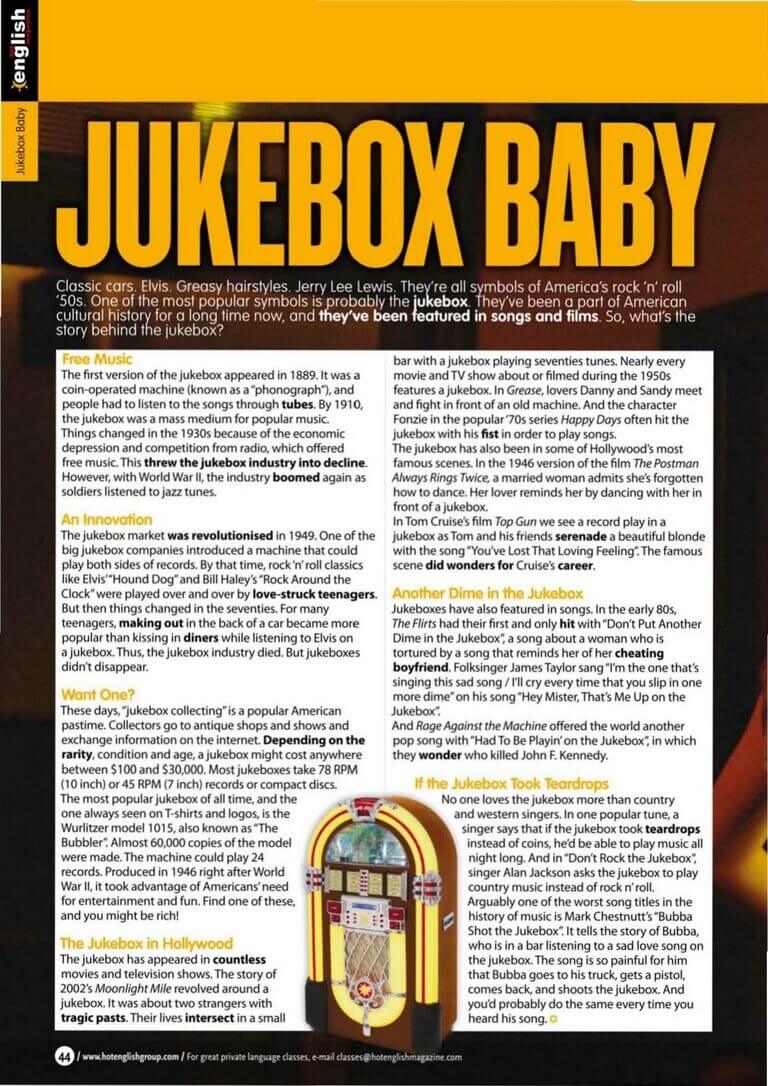 english
magazine
Jukebox Baby
JUKEBOX BABY
Classic cars. Elvis. Greasy hairstyles. Jerry Lee Lewis. They're all symbols of America's rock 'n' roll
'50s. One of the most popular symbols is probably the jukebox. They've been a part of American
cultural history for a long time now, and they've been featured in songs and films. So, what's the
story behind the jukebox?
Free Music
The first version of the jukebox appeared in 1889. It was a
coin-operated machine (known as a "phonograph"), and
people had to listen to the songs through tubes. By 1910,
the jukebox was a mass medium for popular music.
Things changed in the 1930s because of the economic
depression and competition from radio, which offered
free music. This threw the jukebox industry into decline.
However, with World War II, the industry boomed again as
soldiers listened to jazz tunes.
An Innovation
The jukebox market was revolutionised in 1949. One of the
big jukebox companies introduced a machine that could
play both sides of records. By that time, rock 'n' roll classics
like Elvis' "Hound Dog" and Bill Haley's "Rock Around the
Clock" were played over and over by love-struck teenagers.
But then things changed in the seventies. For many
teenagers, making out in the back of a car became more
popular than kissing in diners while listening to Elvis on
a jukebox. Thus, the jukebox industry died. But jukeboxes
didn't disappear.
Want One?
These days, "jukebox collecting" is a popular American
pastime. Collectors go to antique shops and shows and
exchange information on the internet. Depending on the
rarity, condition and age, a jukebox might cost anywhere
between $100 and $30,000. Most jukeboxes take 78 RPM
(10 inch) or 45 RPM (7 inch) records or compact discs.
The most popular jukebox of all time, and the
one always seen on T-shirts and logos, is the
Wurlitzer model 1015, also known as "The
Bubbler". Almost 60,000 copies of the model
were made. The machine could play 24
records. Produced in 1946 right after World
War II, it took advantage of Americans' need
for entertainment and fun. Find one of these,
and you might be rich!
The Jukebox in Hollywood
The jukebox has appeared in countless
movies and television shows. The story of
2002's Moonlight Mile revolved around a
jukebox. It was about two strangers with
tragic pasts. Their lives intersect in a small
bar with a jukebox playing seventies tunes. Nearly every
movie and TV show about or filmed during the 1950s
features a jukebox. In Grease, lovers Danny and Sandy meet
and fight in front of an old machine. And the character
Fonzie in the popular '70s series Happy Days often hit the
jukebox with his fist in order to play songs.
The jukebox has also been in some of Hollywood's most
famous scenes. In the 1946 version of the film The Postman
Always Rings Twice, a married woman admits she's forgotten
how to dance. Her lover reminds her by dancing with her in
front of a jukebox.
In Tom Cruise's film Top Gun we see a record play in a
jukebox as Tom and his friends serenade a beautiful blonde
with the song "You've Lost That Loving Feeling". The famous
scene did wonders for Cruise's career.
Another Dime in the Jukebox
Jukeboxes have also featured in songs. In the early 80s,
The Flirts had their first and only hit with "Don't Put Another
Dime in the Jukebox", a song about a woman who is
tortured by a song that reminds her of her cheating
boyfriend. Folksinger James Taylor sang "I'm the one that's
singing this sad song / I'll cry every time that you slip in one
more dime" on his song "Hey Mister, That's Me Up on the
Jukebox".
And Rage Against the Machine offered the world another
pop song with "Had To Be Playin' on the Jukebox", in which
they wonder who killed John F. Kennedy.
If the Jukebox Took Teardrops
No one loves the jukebox more than country
and western singers. In one popular tune, a
singer says that if the jukebox took teardrops
instead of coins, he'd be able to play music all
night long. And in "Don't Rock the Jukebox",
singer Alan Jackson asks the jukebox to play
country music instead of rock n' roll.
Arguably one of the worst song titles in the
history of music is Mark Chestnutt's "Bubba
Shot the Jukebox". It tells the story of Bubba,
who is in a bar listening to a sad love song on
the jukebox. The song is so painful for him
that Bubba goes to his truck, gets a pistol,
comes back, and shoots the jukebox. And
you'd probably do the same every time you
heard his song.
44 / www.hotenglishgroup.com / For great private language classes, e-mail classes@hotenglishmagazine.com